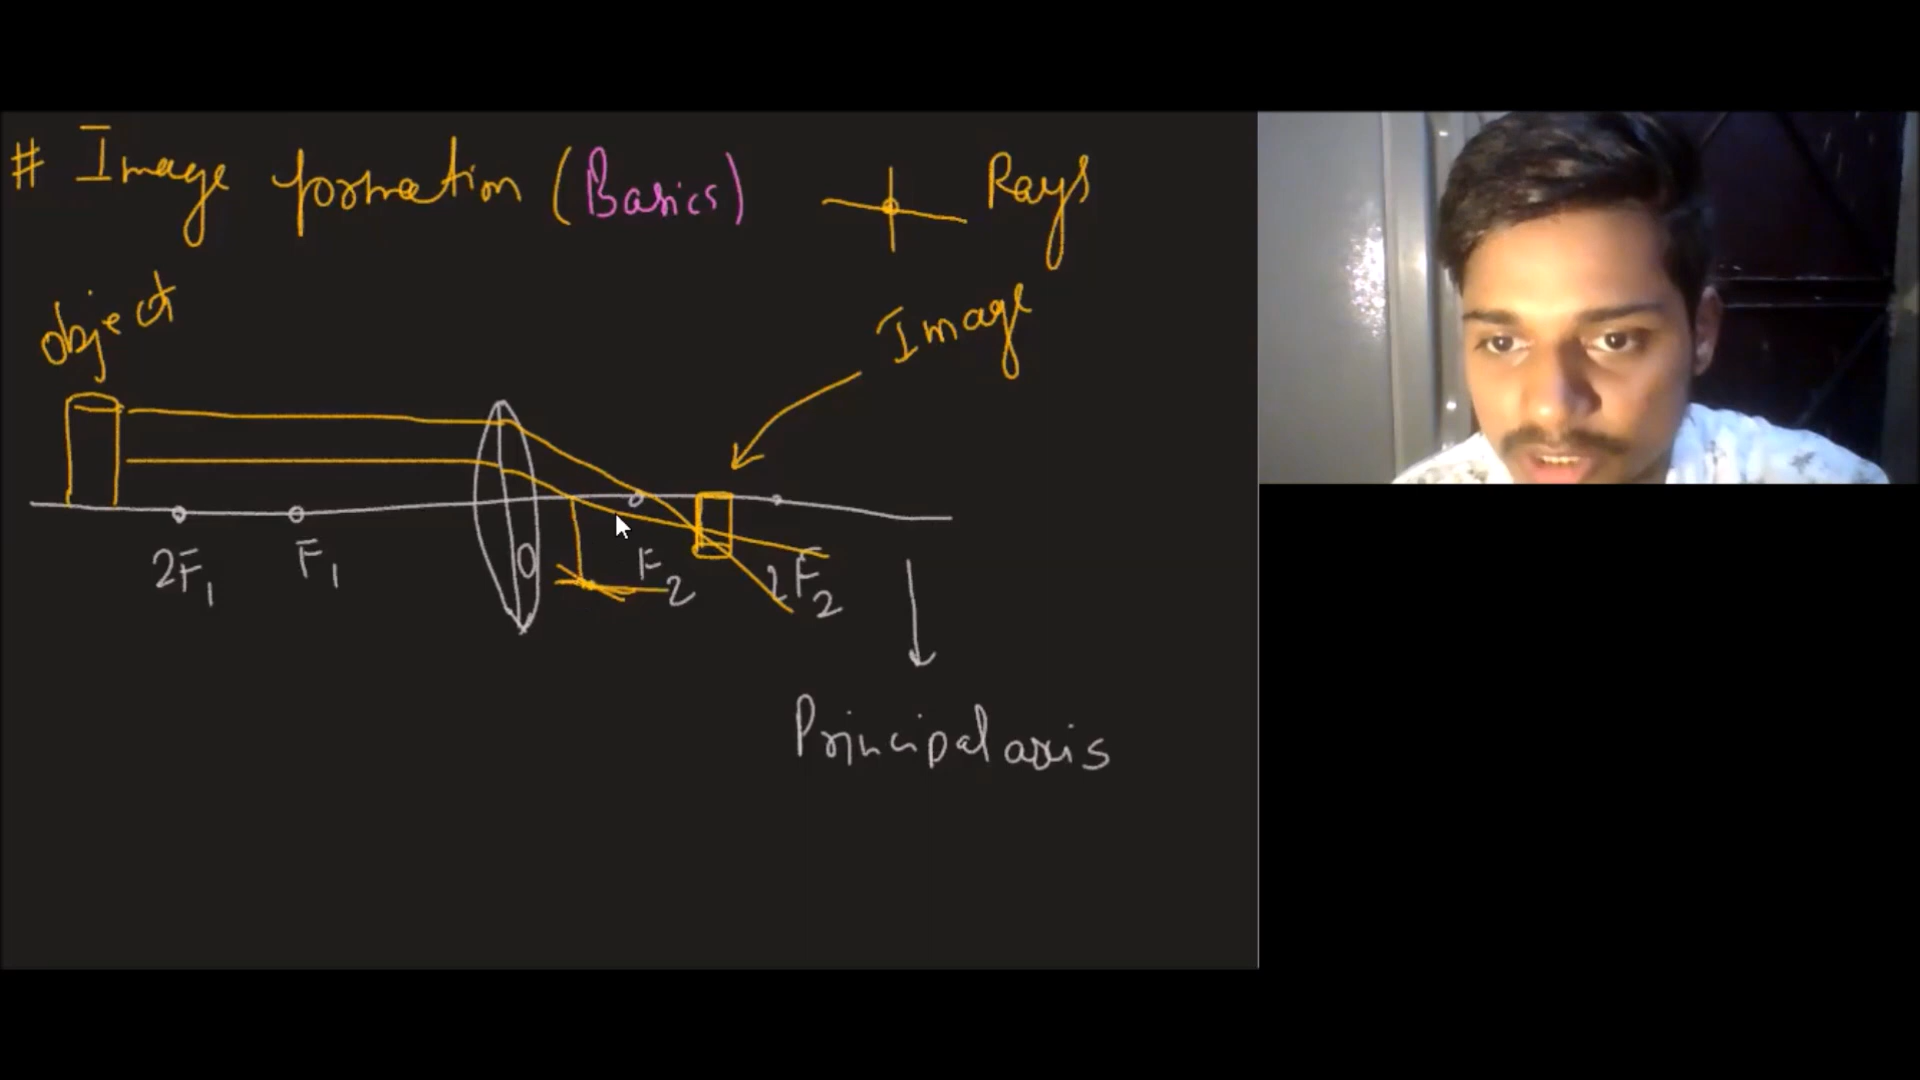 # Image formation (Basics)
Rays
object
Image
2F₁
F₁
O
F₂
2F₂
Principal axis